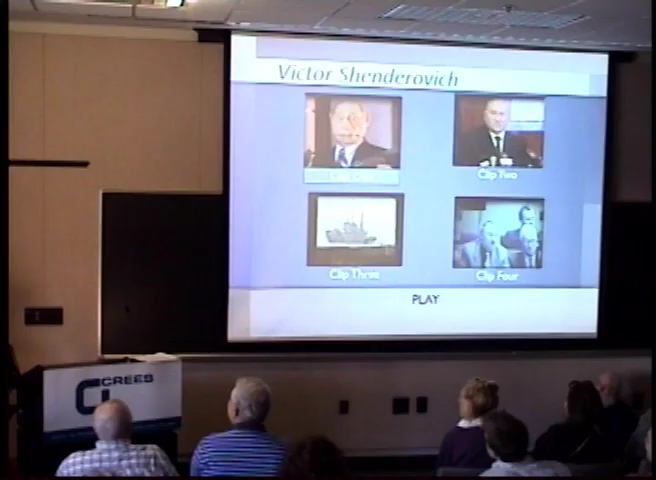 Victor Shenderovich
Clip Two
Clip Three
Clip Four
PLAY
CREES